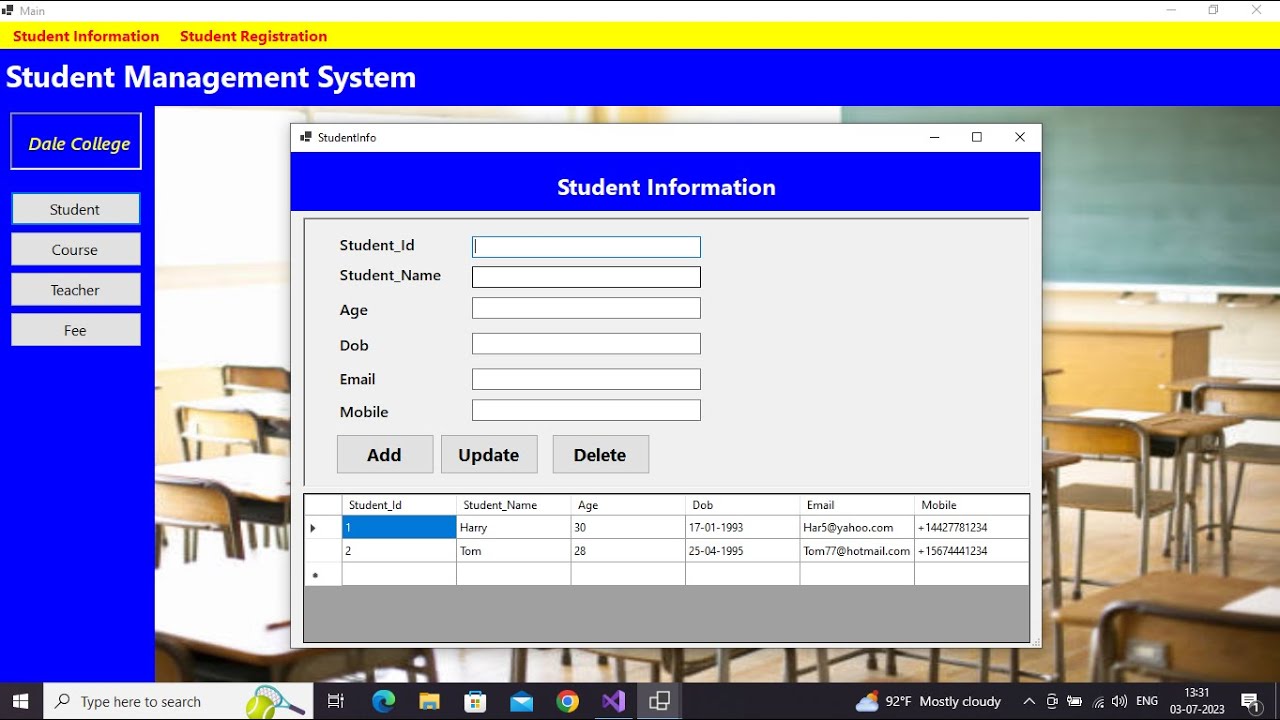 Main
Student Information Student Registration
Student Management System
Dale College
Student
Course
Teacher
Fee
StudentInfo
Student Information
Student_Id
Student_Name
Age
Dob
Email
Mobile
Add Update Delete
Student_Id Student_Name Age Dob Email Mobile
1 Harry 30 17-01-1993 Har5@yahoo.com +14427781234
2 Tom 28 25-04-1995 Tom77@hotmail.com +15674441234
Type here to search
92°F Mostly cloudy
ENG
13:31
03-07-2023
1